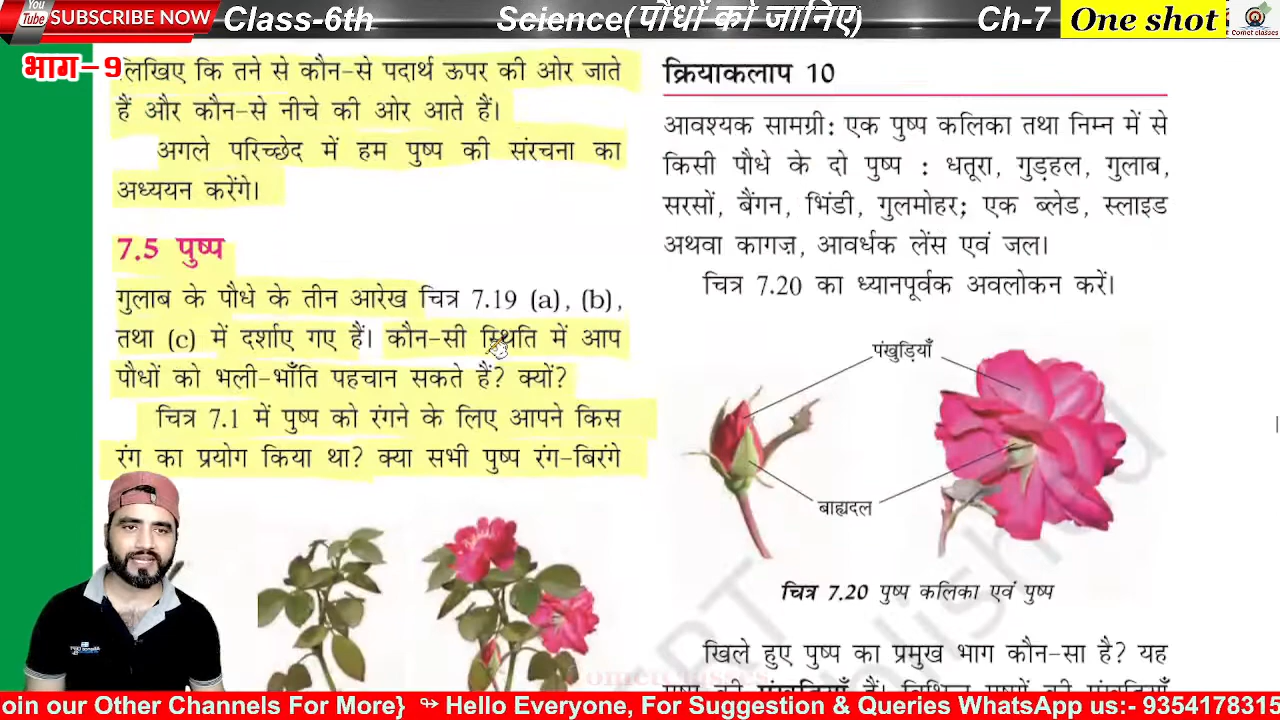 You Tube SUBSCRIBE NOW
Class-6th
Science(पौधों को जानिए)
Ch-7
One shot
Comet classes
भाग-9
लिखिए कि तने से कौन-से पदार्थ ऊपर की ओर जाते
हैं और कौन-से नीचे की ओर आते हैं।
अगले परिच्छेद में हम पुष्प की संरचना का
अध्ययन करेंगे।
7.5 पुष्प
गुलाब के पौधे के तीन आरेख चित्र 7.19 (a), (b),
तथा (c) में दर्शाए गए हैं। कौन-सी स्थिति में आप
पौधों को भली-भाँति पहचान सकते हैं? क्यों?
चित्र 7.1 में पुष्प को रंगने के लिए आपने किस
रंग का प्रयोग किया था? क्या सभी पुष्प रंग-बिरंगे
क्रियाकलाप 10
आवश्यक सामग्री: एक पुष्प कलिका तथा निम्न में से
किसी पौधे के दो पुष्प : धतूरा, गुड़हल, गुलाब,
सरसों, बैंगन, भिंडी, गुलमोहर; एक ब्लेड, स्लाइड
अथवा कागज़, आवर्धक लेंस एवं जल।
चित्र 7.20 का ध्यानपूर्वक अवलोकन करें।
पंखुड़ियाँ
बाह्यदल
चित्र 7.20 पुष्प कलिका एवं पुष्प
खिले हुए पुष्प का प्रमुख भाग कौन-सा है? यह
oin our Other Channels For More} Hello Everyone, For Suggestion & Queries WhatsApp us:- 9354178315